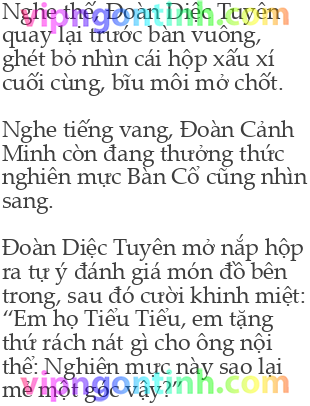 Nghe thế, Đoàn Diệc Tuyên
quay lại trước bàn vuông,
ghét bỏ nhìn cái hộp xấu xí
cuối cùng, bĩu môi mở chốt.
Nghe tiếng vang, Đoàn Cảnh
Minh còn đang thưởng thức
nghiên mực Bàn Cổ cũng nhìn
sang.
Đoàn Diệc Tuyên mở nắp hộp
ra tự ý đánh giá món đồ bên
trong, sau đó cười khinh miệt:
“Em họ Tiểu Tiểu, em tặng
thứ rách nát gì cho ông nội
thế: Nghiên mực này sao lại
mẻ một góc vậy?”
vipngontinh.com
vipngontinh.com